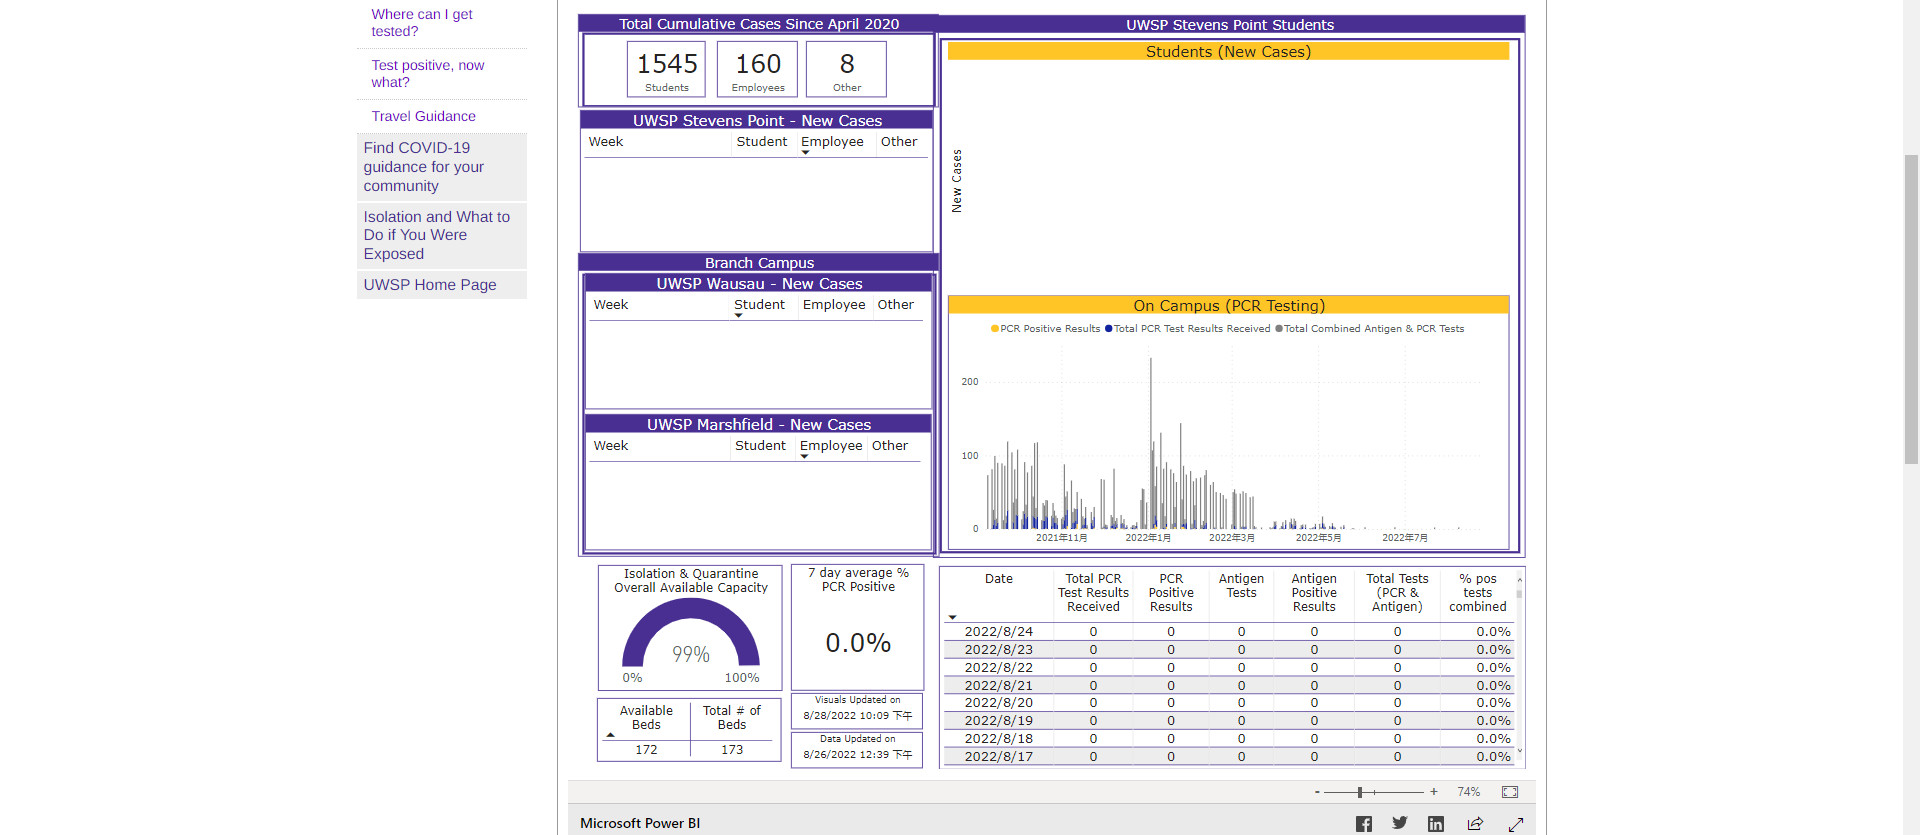 Where can I get
tested?
Test positive, now
what?
Travel Guidance
Find COVID-19
guidance for your
community
Isolation and What to
Do if You Were
Exposed
UWSP Home Page
Total Cumulative Cases Since April 2020
1545
Students
160
Employees
8
Other
UWSP Stevens Point - New Cases
Week Student Employee Other
Branch Campus
UWSP Wausau - New Cases
Week Student Employee Other
UWSP Marshfield - New Cases
Week Student Employee Other
UWSP Stevens Point Students
Students (New Cases)
New Cases
On Campus (PCR Testing)
PCR Positive Results Total PCR Test Results Received Total Combined Antigen & PCR Tests
200
100
0
2021年11月 2022年1月 2022年3月 2022年5月 2022年7月
Isolation & Quarantine
Overall Available Capacity
99%
0% 100%
Available
Beds
Total # of
Beds
172 173
7 day average %
PCR Positive
0.0%
Visuals Updated on
8/28/2022 10:09 下午
Data Updated on
8/26/2022 12:39 下午
Date
Total PCR
Test Results
Received
PCR
Positive
Results
Antigen
Tests
Antigen
Positive
Results
Total Tests
(PCR &
Antigen)
% pos
tests
combined
2022/8/24 0 0 0 0 0 0.0%
2022/8/23 0 0 0 0 0 0.0%
2022/8/22 0 0 0 0 0 0.0%
2022/8/21 0 0 0 0 0 0.0%
2022/8/20 0 0 0 0 0 0.0%
2022/8/19 0 0 0 0 0 0.0%
2022/8/18 0 0 0 0 0 0.0%
2022/8/17 0 0 0 0 0 0.0%
- + 74%
Microsoft Power BI